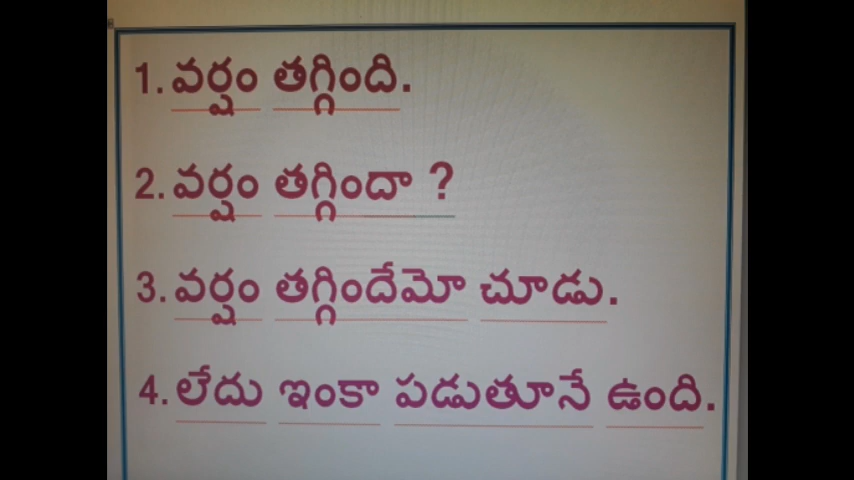 1. వర్షం తగ్గింది.
2. వర్షం తగ్గిందా ?
3. వర్షం తగ్గిందేమో చూడు.
4. లేదు ఇంకా పడుతూనే ఉంది.